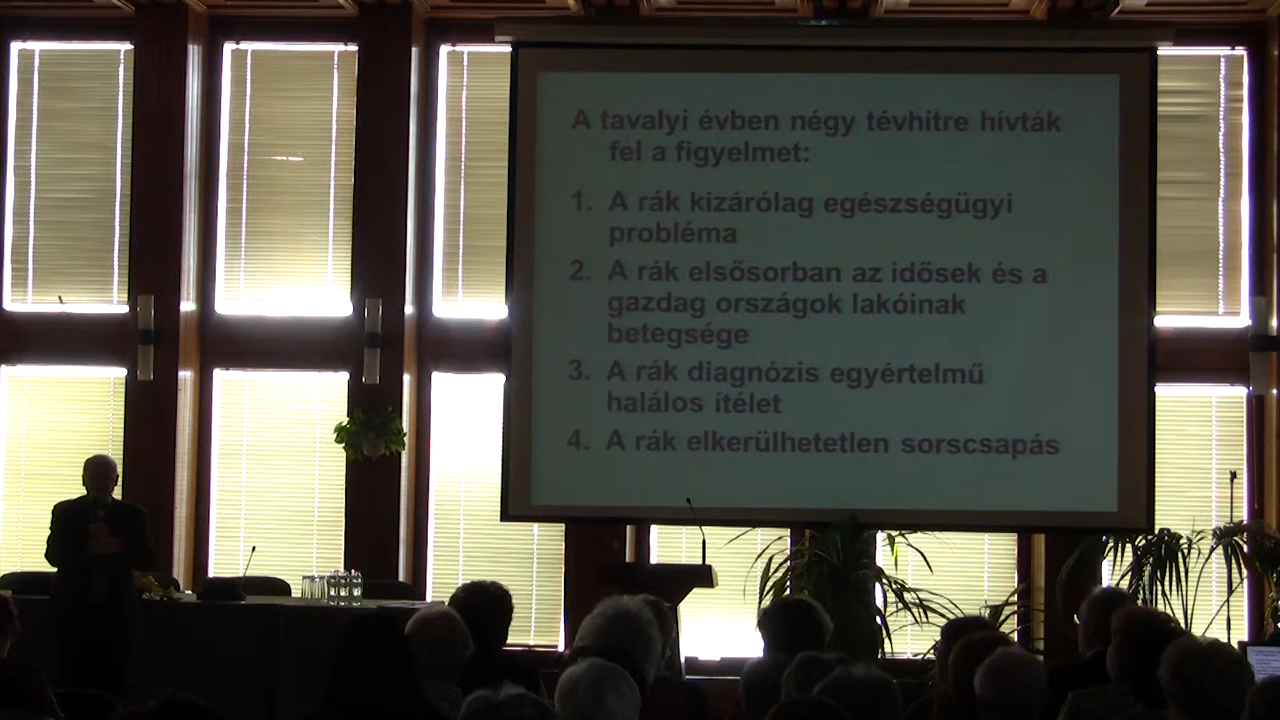 A tavalyi évben négy tévhitre hívták
fel a figyelmet:
1. A rák kizárólag egészségügyi
probléma
2. A rák elsősorban az idősek és a
gazdag országok lakóinak
betegsége
3. A rák diagnózis egyértelmű
halálos ítélet
4. A rák elkerülhetetlen sorscsapás